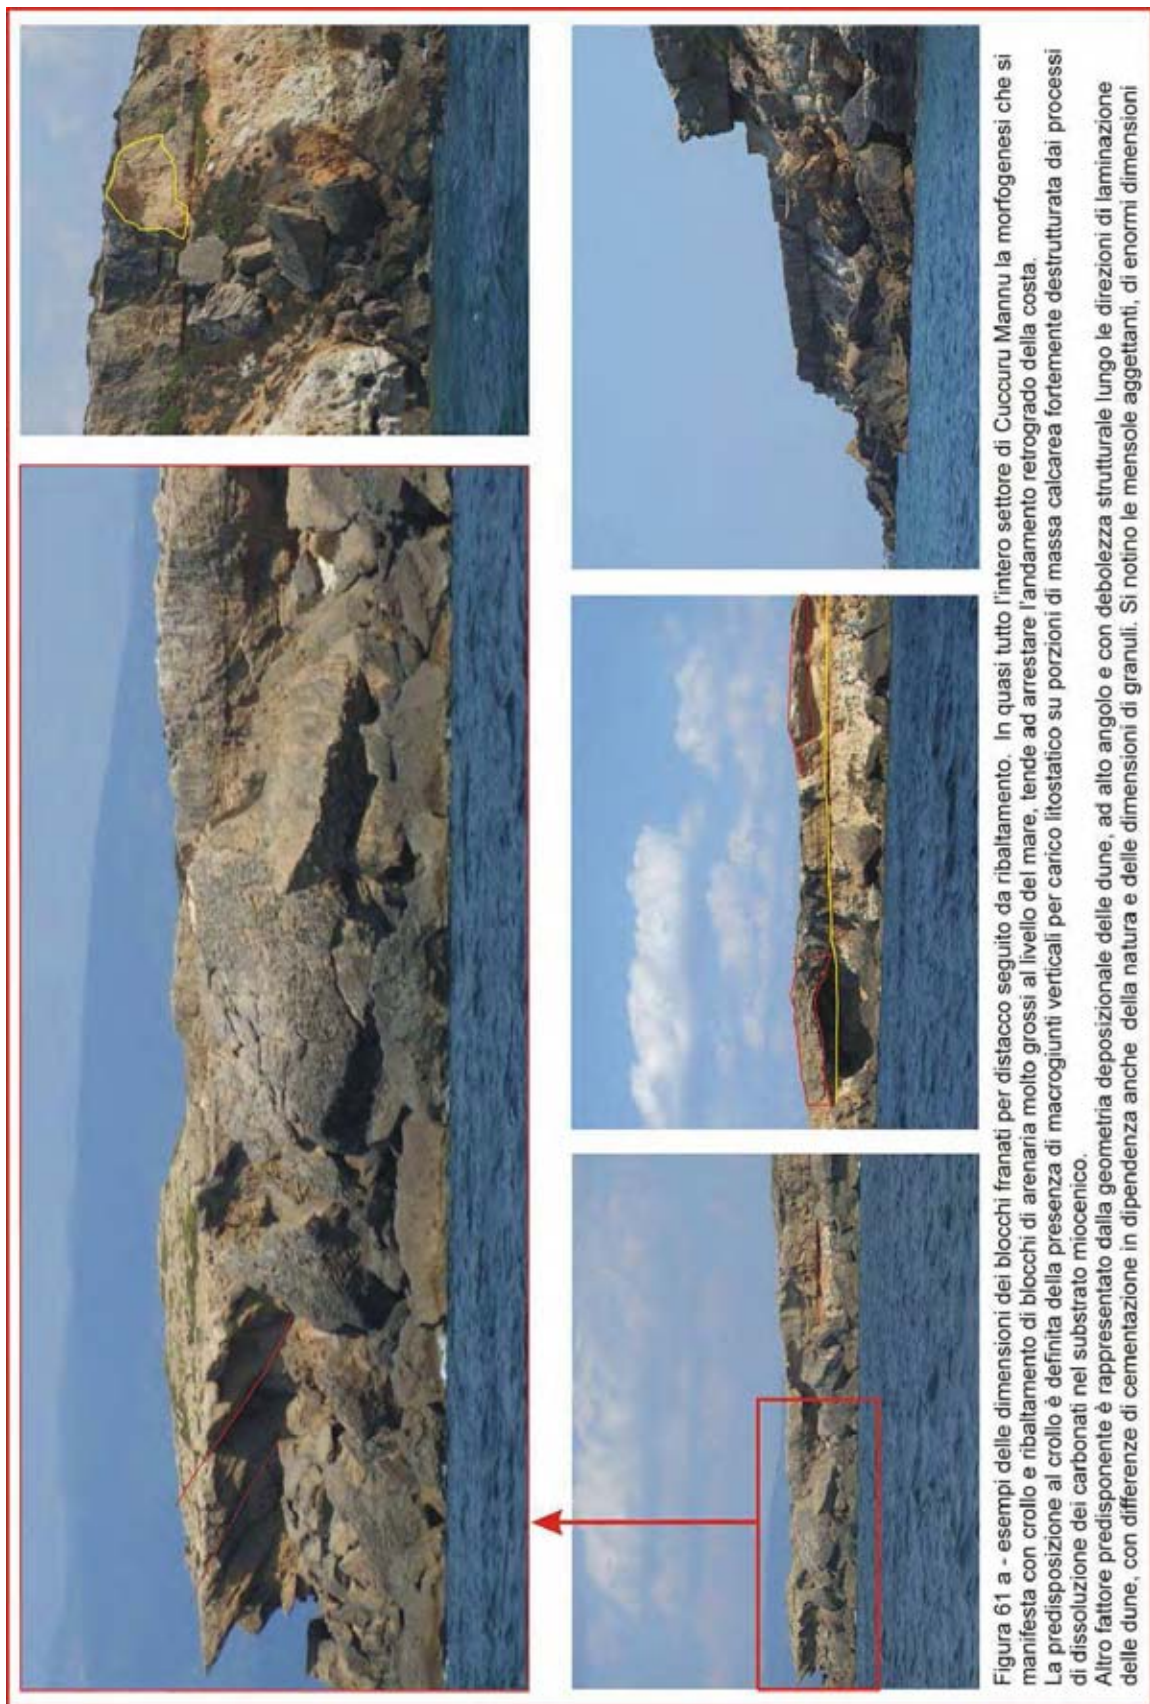 Figura 61 a - esempi delle dimensioni dei blocchi franati per distacco seguito da ribaltamento. In quasi tutto l'intero settore di Cuccuru Mannu la morfogenesi che si
manifesta con crollo e ribaltamento di blocchi di arenaria molto grossi al livello del mare, tende ad arrestare l'andamento retrogrado della costa.
La predisposizione al crollo è definita della presenza di macrogiunti verticali per carico litostatico su porzioni di massa calcarea fortemente destrutturata dai processi
di dissoluzione dei carbonati nel substrato miocenico.
Altro fattore predisponente è rappresentato dalla geometria deposizionale delle dune, ad alto angolo e con debolezza strutturale lungo le direzioni di laminazione
delle dune, con differenze di cementazione in dipendenza anche della natura e delle dimensioni di granuli. Si notino le mensole aggettanti, di enormi dimensioni